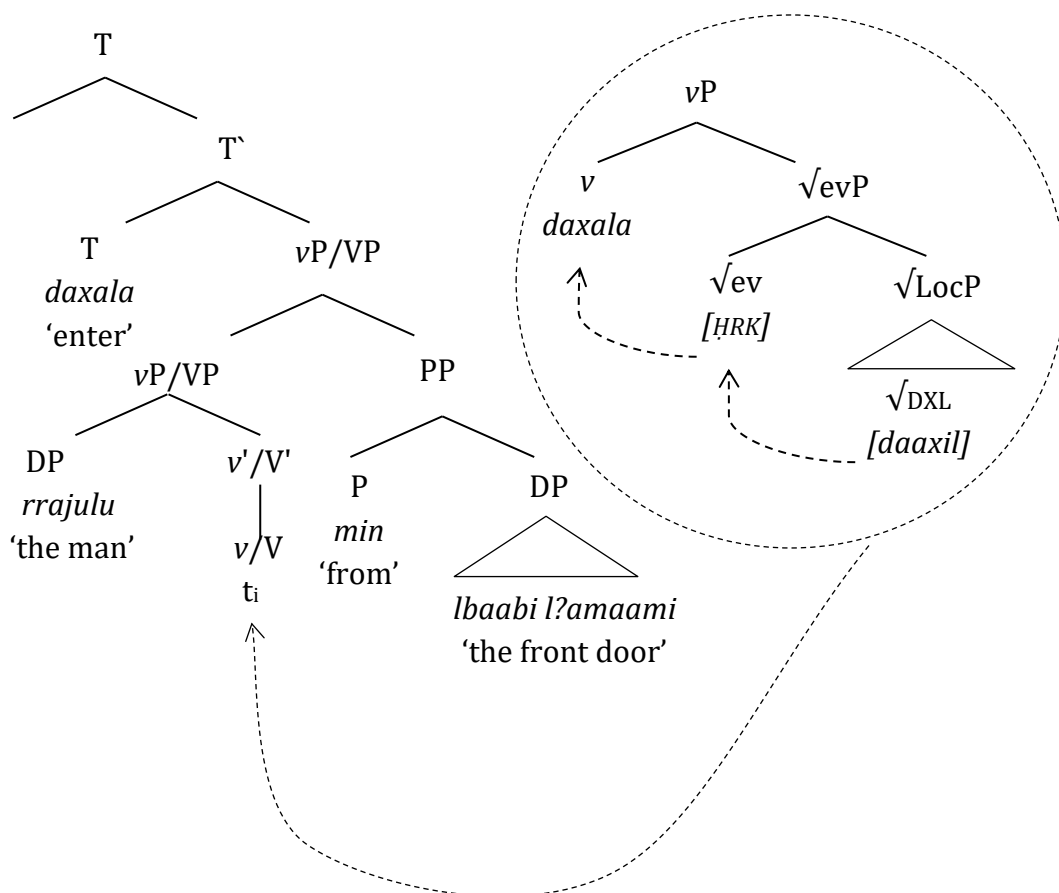 T
T`
T
daxala
‘enter’
vP/VP
vP/VP
PP
DP
rrajulu
‘the man’
v'/V'
v/V
ti
P
min
‘from’
DP
lbaabi l?amaami
‘the front door’
vP
v
daxala
√evP
√ev
[ḤRK]
√LocP
√DXL
[daaxil]